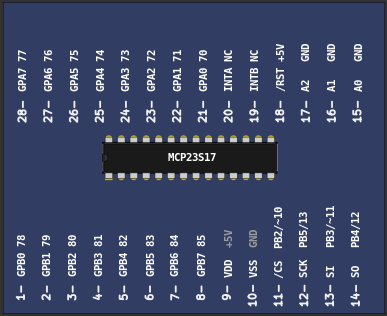 28– GPA7 77
27– GPA6 76
26– GPA5 75
25– GPA4 74
24– GPA3 73
23– GPA2 72
22– GPA1 71
21– GPA0 70
20– INTA NC
19– INTB NC
18– /RST +5V
17– A2 GND
16– A1 GND
15– A0 GND
MCP23S17
1– GPB0 78
2– GPB1 79
3– GPB2 80
4– GPB3 81
5– GPB4 82
6– GPB5 83
7– GPB6 84
8– GPB7 85
9– VDD +5V
10– VSS GND
11– /CS PB2/~10
12– SCK PB5/13
13– SI PB3/~11
14– SO PB4/12